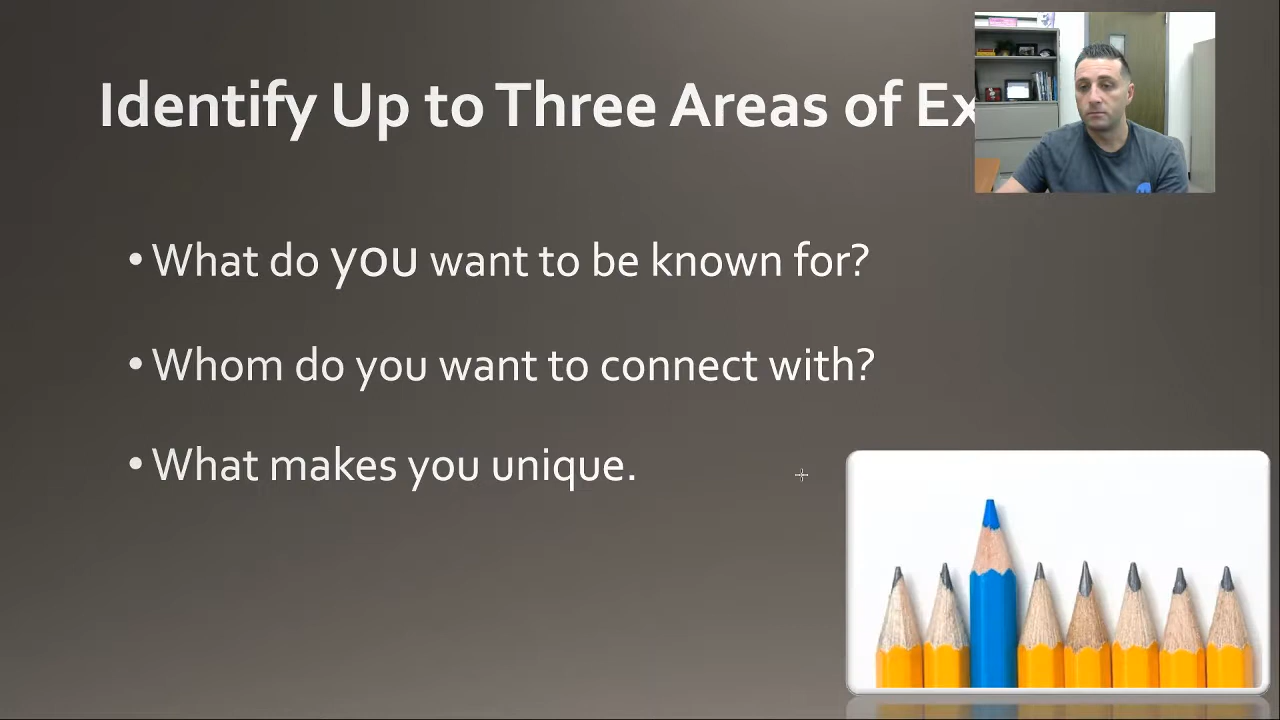 Identify Up to Three Areas of Ex
• What do you want to be known for?
• Whom do you want to connect with?
• What makes you unique.